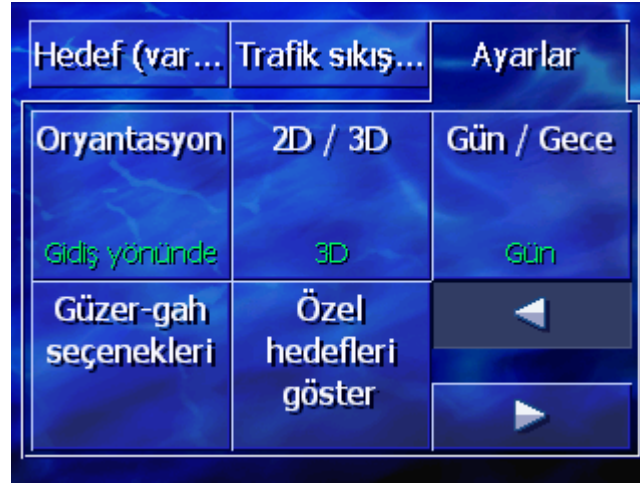 Hedef (var... Trafik sıkış... Ayarlar
Oryantasyon 2D / 3D Gün / Gece
Gidiş yönünde 3D Gün
Güzer-gah
seçenekleri
Özel
hedefleri
göster